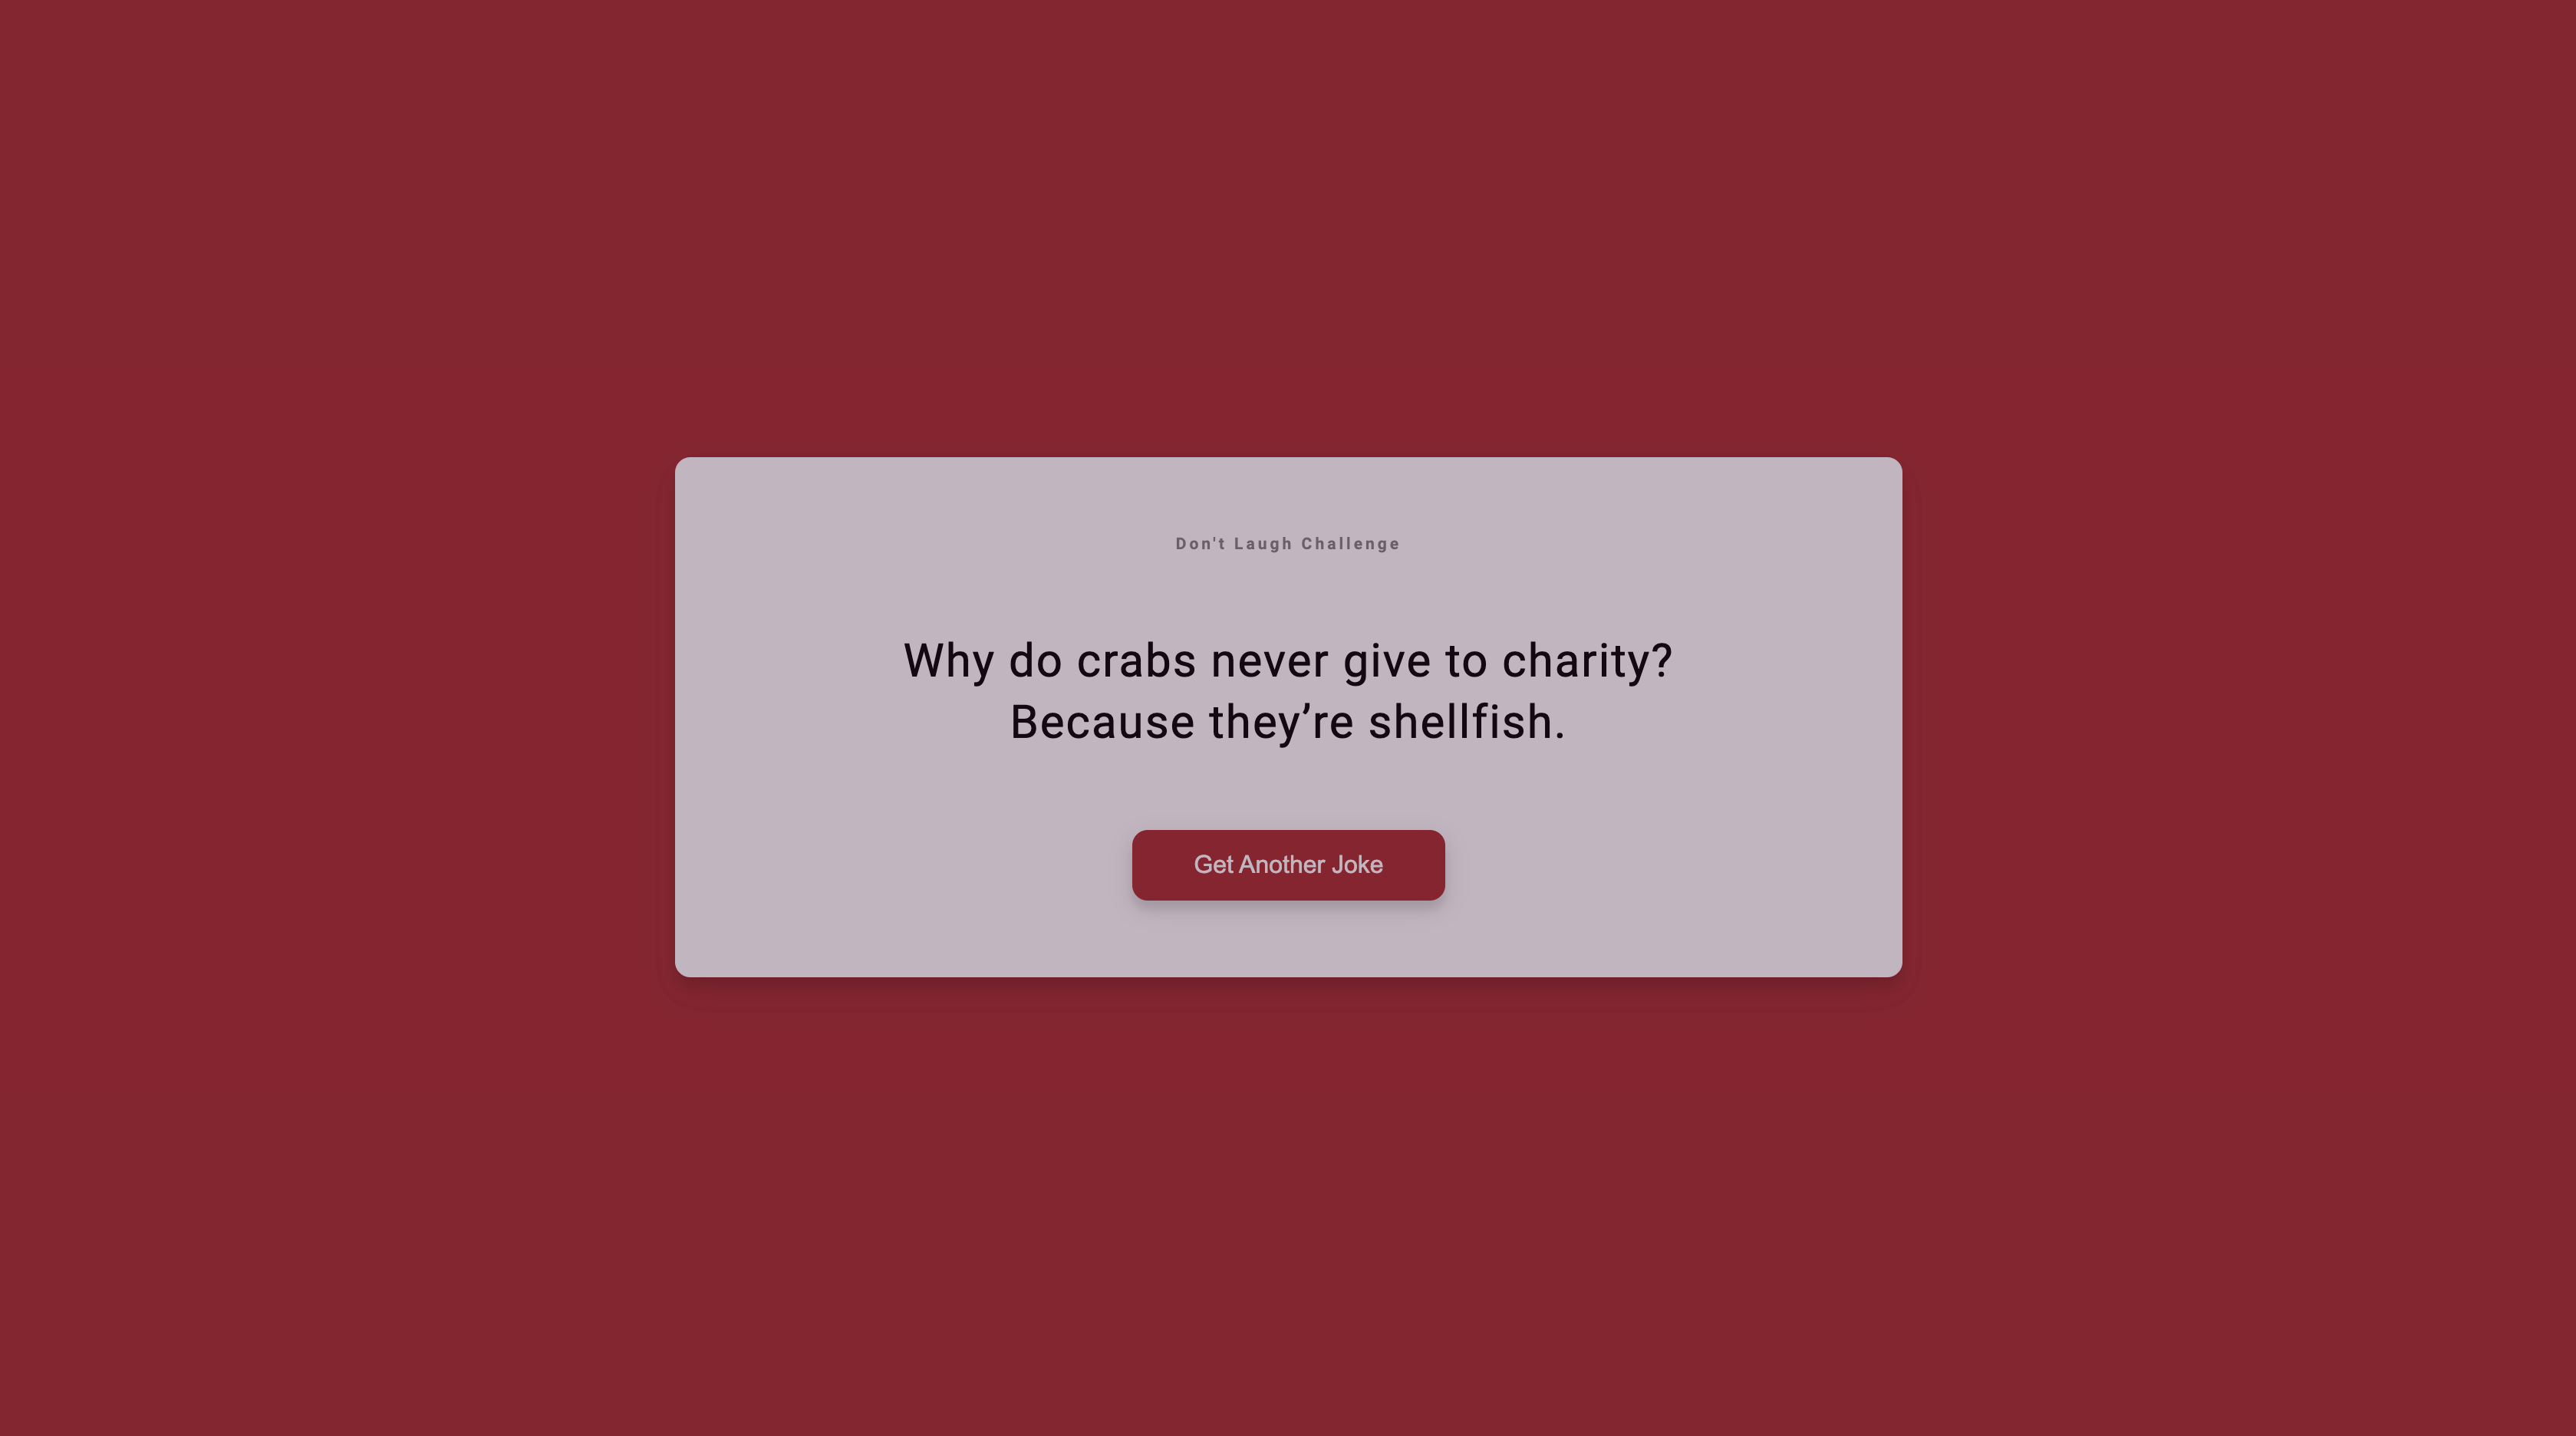 Don't Laugh Challenge
Why do crabs never give to charity?
Because they’re shellfish.
Get Another Joke